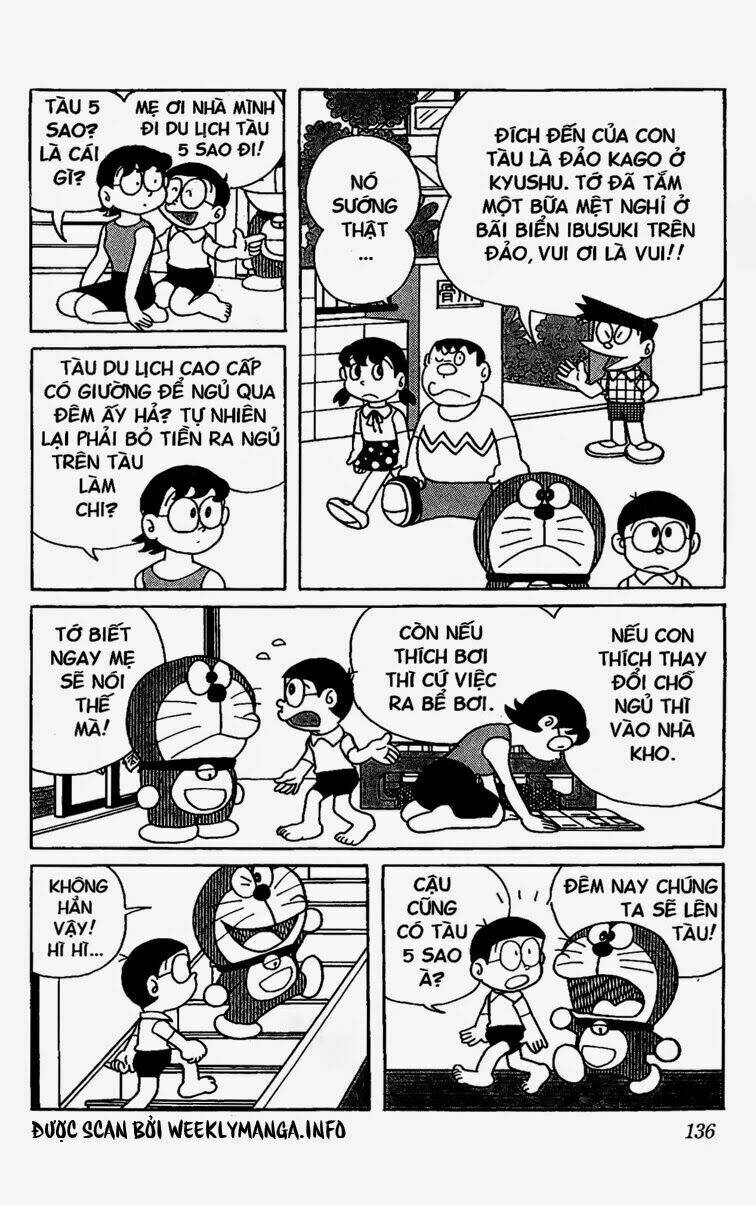 ĐÍCH ĐẾN CỦA CON
TÀU LÀ ĐẢO KAGO Ở
KYUSHU. TỚ ĐÃ TẮM
MỘT BỮA MỆT NGHỈ Ở
BÃI BIỂN IBUSUKI TRÊN
ĐẢO, VUI ƠI LÀ VUI!!
NÓ
SƯỚNG
THẬT
...
骨川
MẸ ƠI NHÀ MÌNH
ĐI DU LỊCH TÀU
5 SAO ĐI!
TÀU 5
SAO?
LÀ CÁI
GÌ?
TÀU DU LỊCH CAO CẤP
CÓ GIƯỜNG ĐỂ NGỦ QUA
ĐÊM ẤY HẢ? TỰ NHIÊN
LẠI PHẢI BỎ TIỀN RA NGỦ
TRÊN TÀU
LÀM
CHI?
NẾU CON
THÍCH THAY
ĐỔI CHỖ
NGỦ THÌ
VÀO NHÀ
KHO.
CÒN NẾU
THÍCH BƠI
THÌ CỨ VIỆC
RA BỂ BƠI.
TỚ BIẾT
NGAY MẸ
SẼ NÓI
THẾ
MÀ!
ĐÊM NAY CHÚNG
TA SẼ LÊN
TÀU!
CẬU
CŨNG
CÓ TÀU
5 SAO
À?
KHÔNG
HẲN
VẬY!
HÌ HÌ...
ĐƯỢC SCAN BỞI WEEKLYMANGA.INFO
136